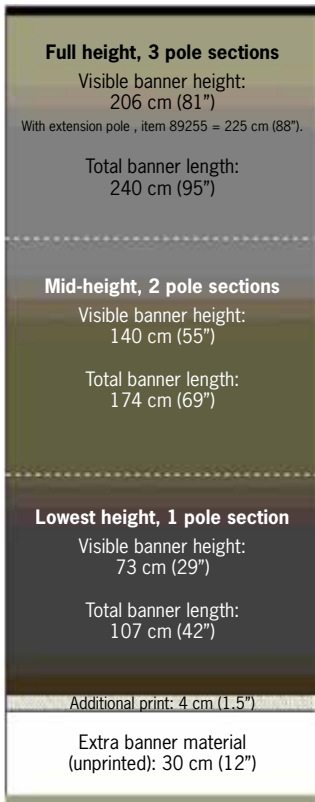 Full height, 3 pole sections
Visible banner height:
206 cm (81”)
With extension pole , item 89255 = 225 cm (88”).
Total banner length:
240 cm (95”)
Mid-height, 2 pole sections
Visible banner height:
140 cm (55”)
Total banner length:
174 cm (69”)
Lowest height, 1 pole section
Visible banner height:
73 cm (29”)
Total banner length:
107 cm (42”)
Additional print: 4 cm (1.5”)
Extra banner material
(unprinted): 30 cm (12”)